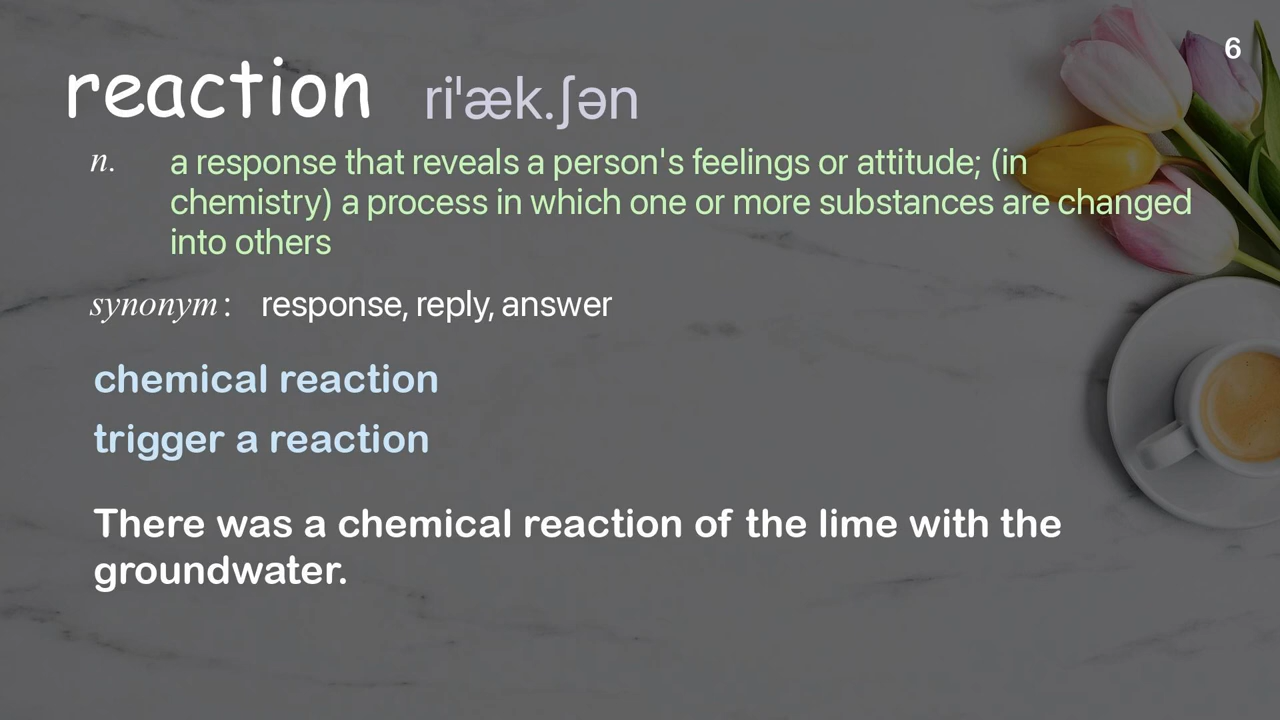 6
reaction ri'æk.ʃən
n. a response that reveals a person's feelings or attitude; (in
chemistry) a process in which one or more substances are changed
into others
synonym: response, reply, answer
chemical reaction
trigger a reaction
There was a chemical reaction of the lime with the
groundwater.